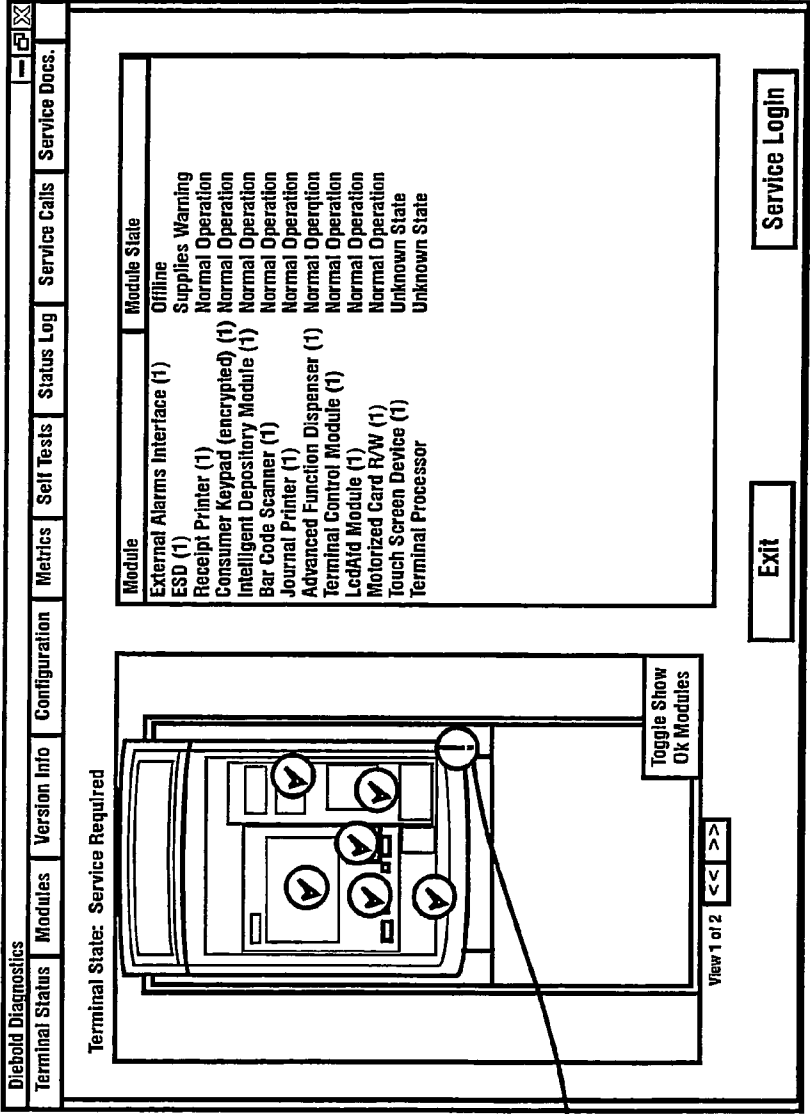 Diebold Diagnostics
Terminal Status Modules Version Info Configuration Metrics Self Tests Status Log Service Calls Service Docs.
Terminal State: Service Required
Toggle Show
Ok Modules
View 1 of 2 << >>
Module Module State
External Alarms Interface (1) Offline
ESD (1) Supplies Warning
Receipt Printer (1) Normal Operation
Consumer Keypad (encrypted) (1) Normal Operation
Intelligent Depository Module (1) Normal Operation
Bar Code Scanner (1) Normal Operation
Journal Printer (1) Normal Operation
Advanced Function Dispenser (1) Normal Operqtion
Terminal Control Module (1) Normal Operation
LcdAfd Module (1) Normal Operation
Motorized Card R/W (1) Normal Operation
Touch Screen Device (1) Unknown State
Terminal Processor Unknown State
Exit Service Login